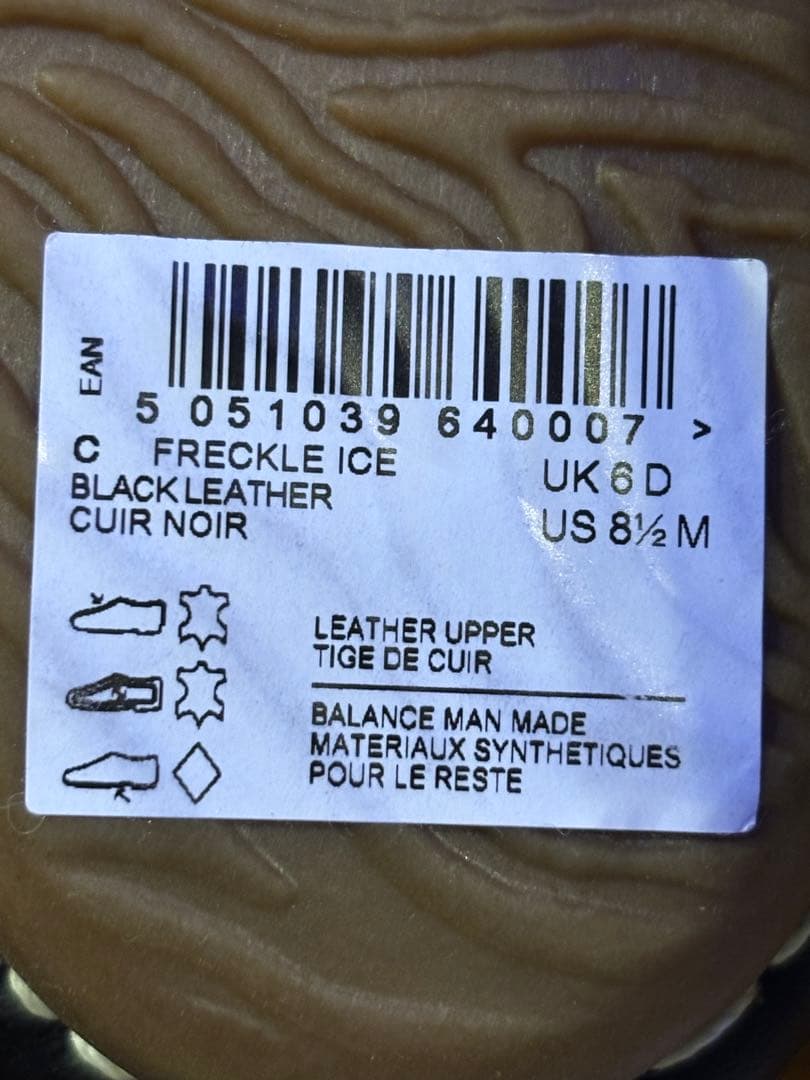 EAN
5 051039 640007 >
C FRECKLE ICE UK 6 D
BLACK LEATHER
CUIR NOIR US 8½ M
LEATHER UPPER
TIGE DE CUIR
BALANCE MAN MADE
MATERIAUX SYNTHETIQUES
POUR LE RESTE